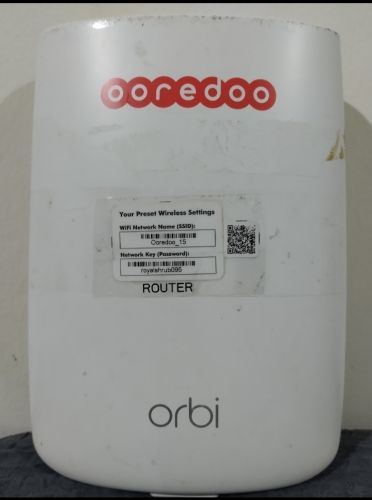 ooredoo
Your Preset Wireless Settings
WiFi Network Name (SSID):
Ooredoo_15
Network Key (Password):
royalshrub095
ROUTER
orbi